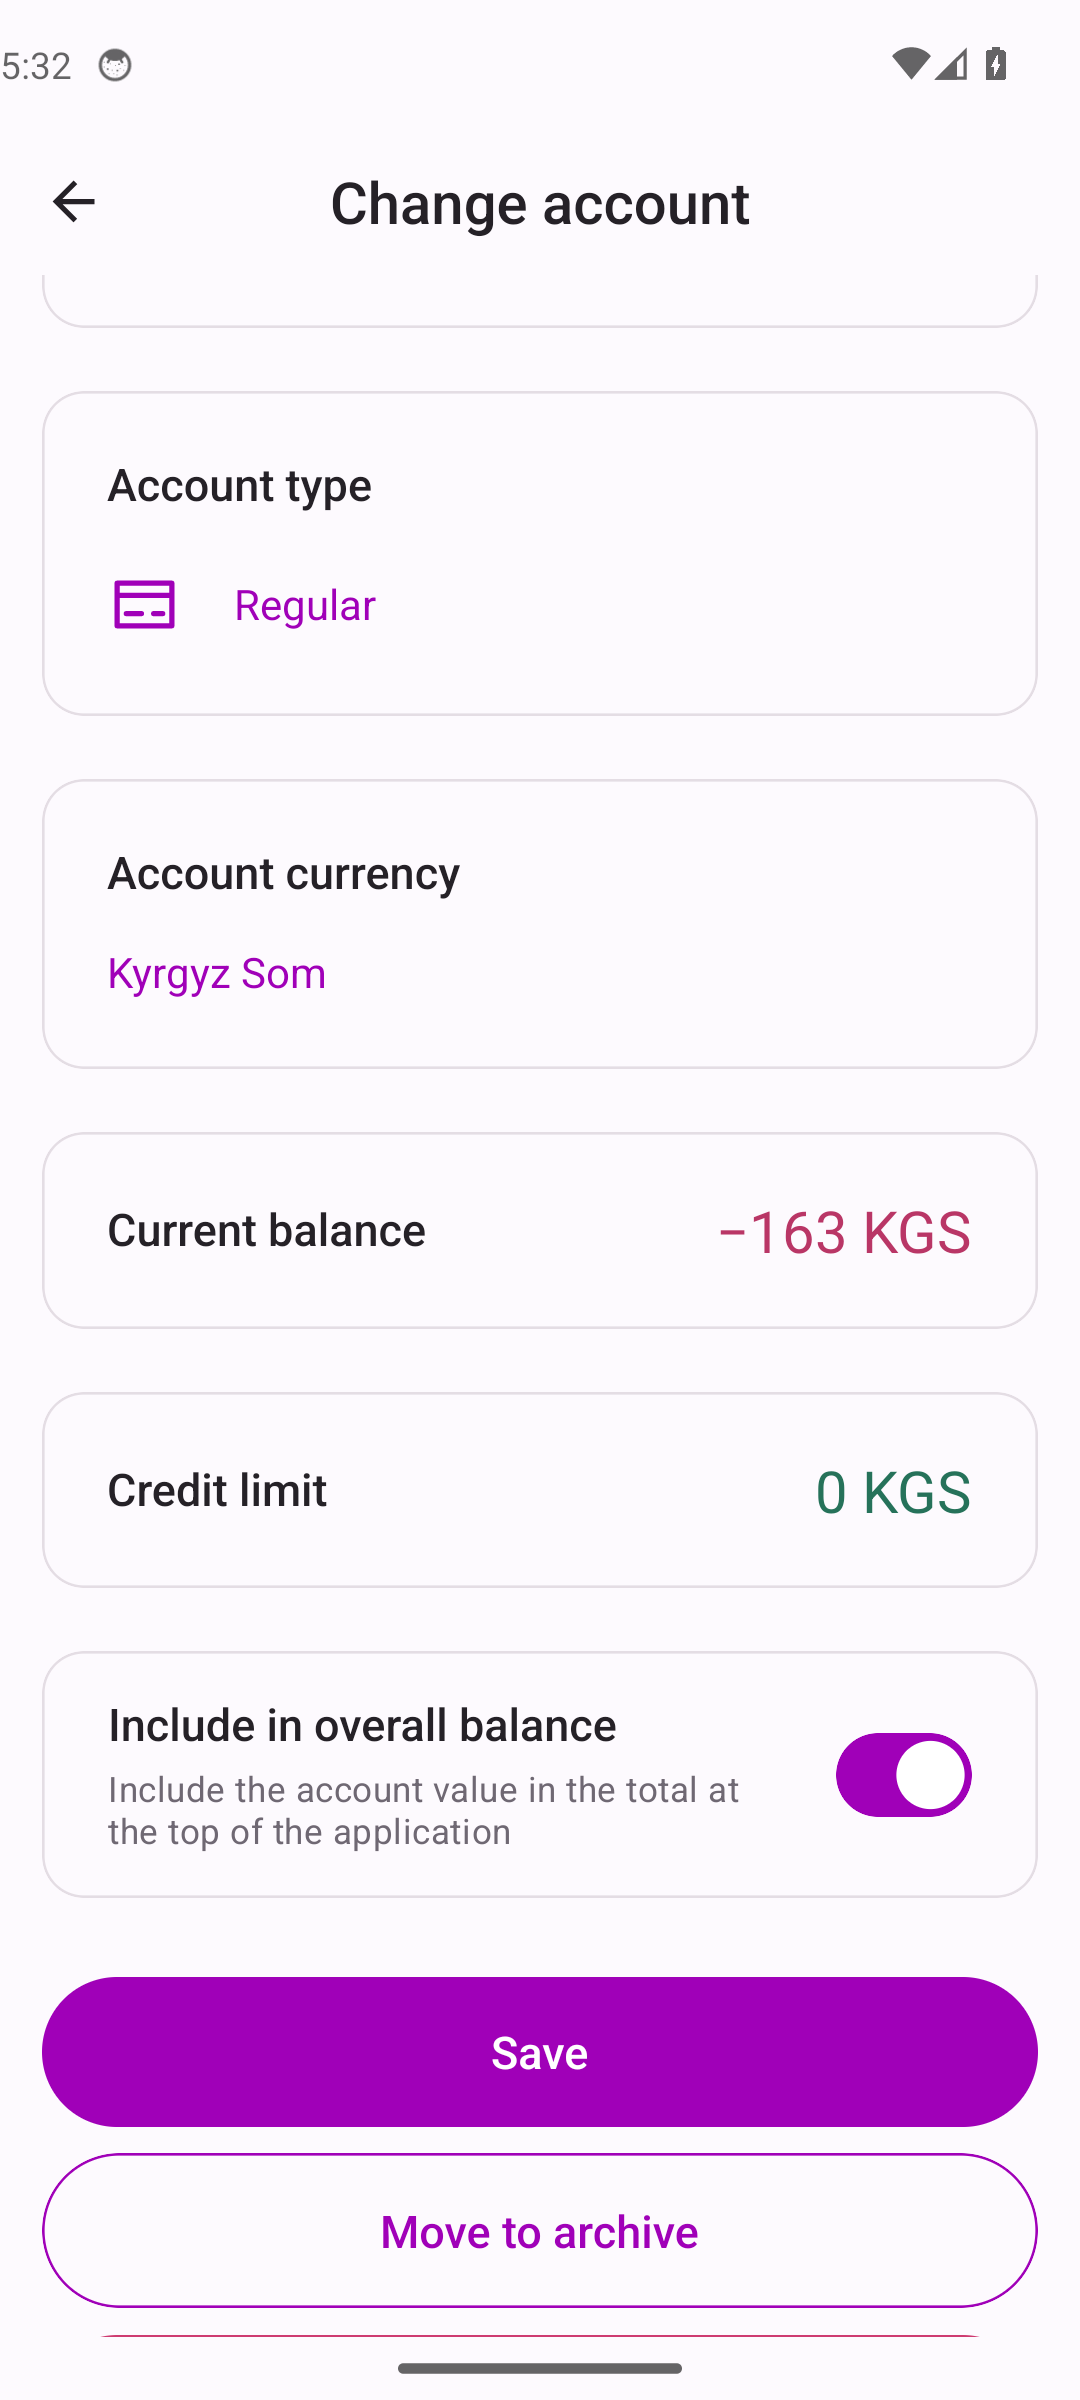 5:32
Change account
Account type
Regular
Account currency
Kyrgyz Som
Current balance
−163 KGS
Credit limit
0 KGS
Include in overall balance
Include the account value in the total at
the top of the application
Save
Move to archive